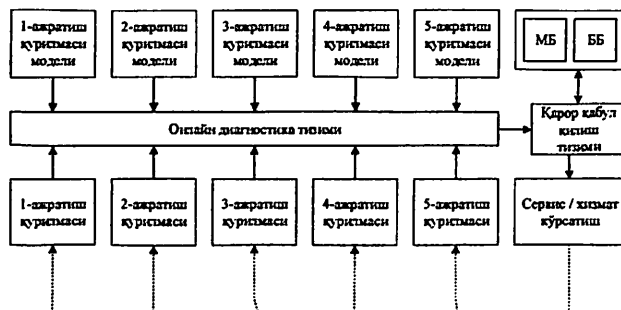 1-ажратиш
қурилмаси
модели
2-ажратиш
қурилмаси
модели
3-ажратиш
қурилмаси
модели
4-ажратиш
қурилмаси
модели
5-ажратиш
қурилмаси
модели
МБ
ББ
Онлайн диагностика тизими
Қарор қабул
қилиш
тизими
1-ажратиш
қурилмаси
2-ажратиш
қурилмаси
3-ажратиш
қурилмаси
4-ажратиш
қурилмаси
5-ажратиш
қурилмаси
Сервис / хизмат
кўрсатиш